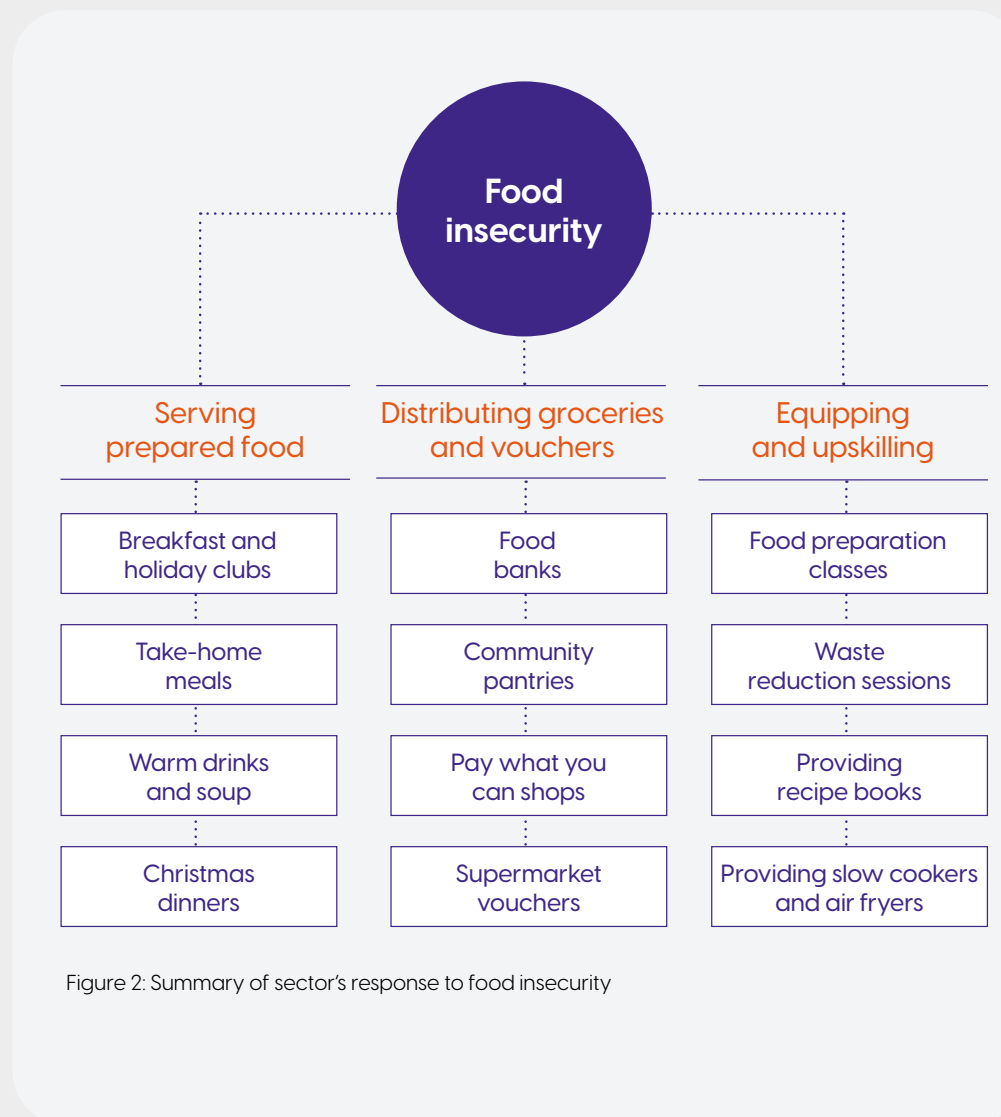 Food
insecurity
Serving
prepared food
Breakfast and
holiday clubs
Take-home
meals
Warm drinks
and soup
Christmas
dinners
Distributing groceries
and vouchers
Food
banks
Community
pantries
Pay what you
can shops
Supermarket
vouchers
Equipping
and upskilling
Food preparation
classes
Waste
reduction sessions
Providing
recipe books
Providing slow cookers
and air fryers
Figure 2: Summary of sector’s response to food insecurity